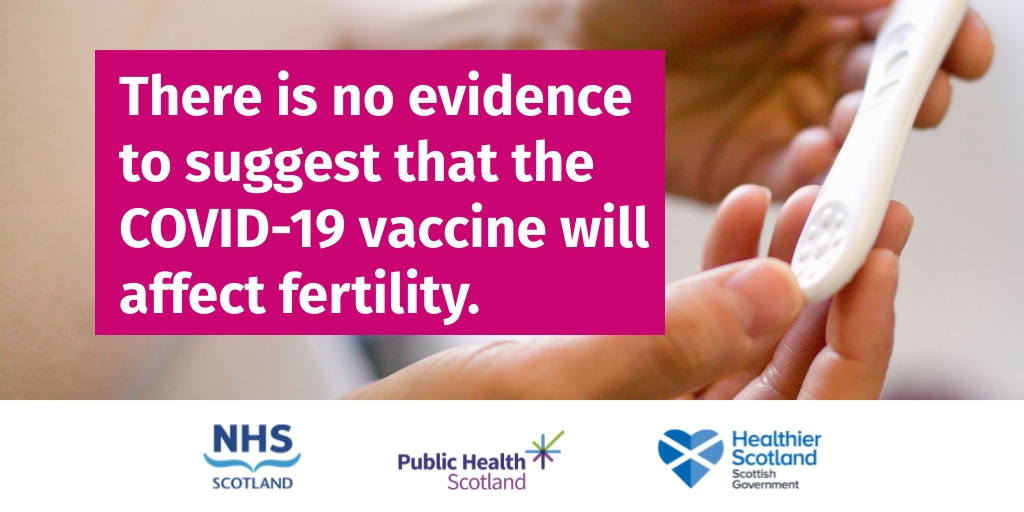 There is no evidence
to suggest that the
COVID-19 vaccine will
affect fertility.
NHS
SCOTLAND
Public Health
Scotland
Healthier
Scotland
Scottish
Government